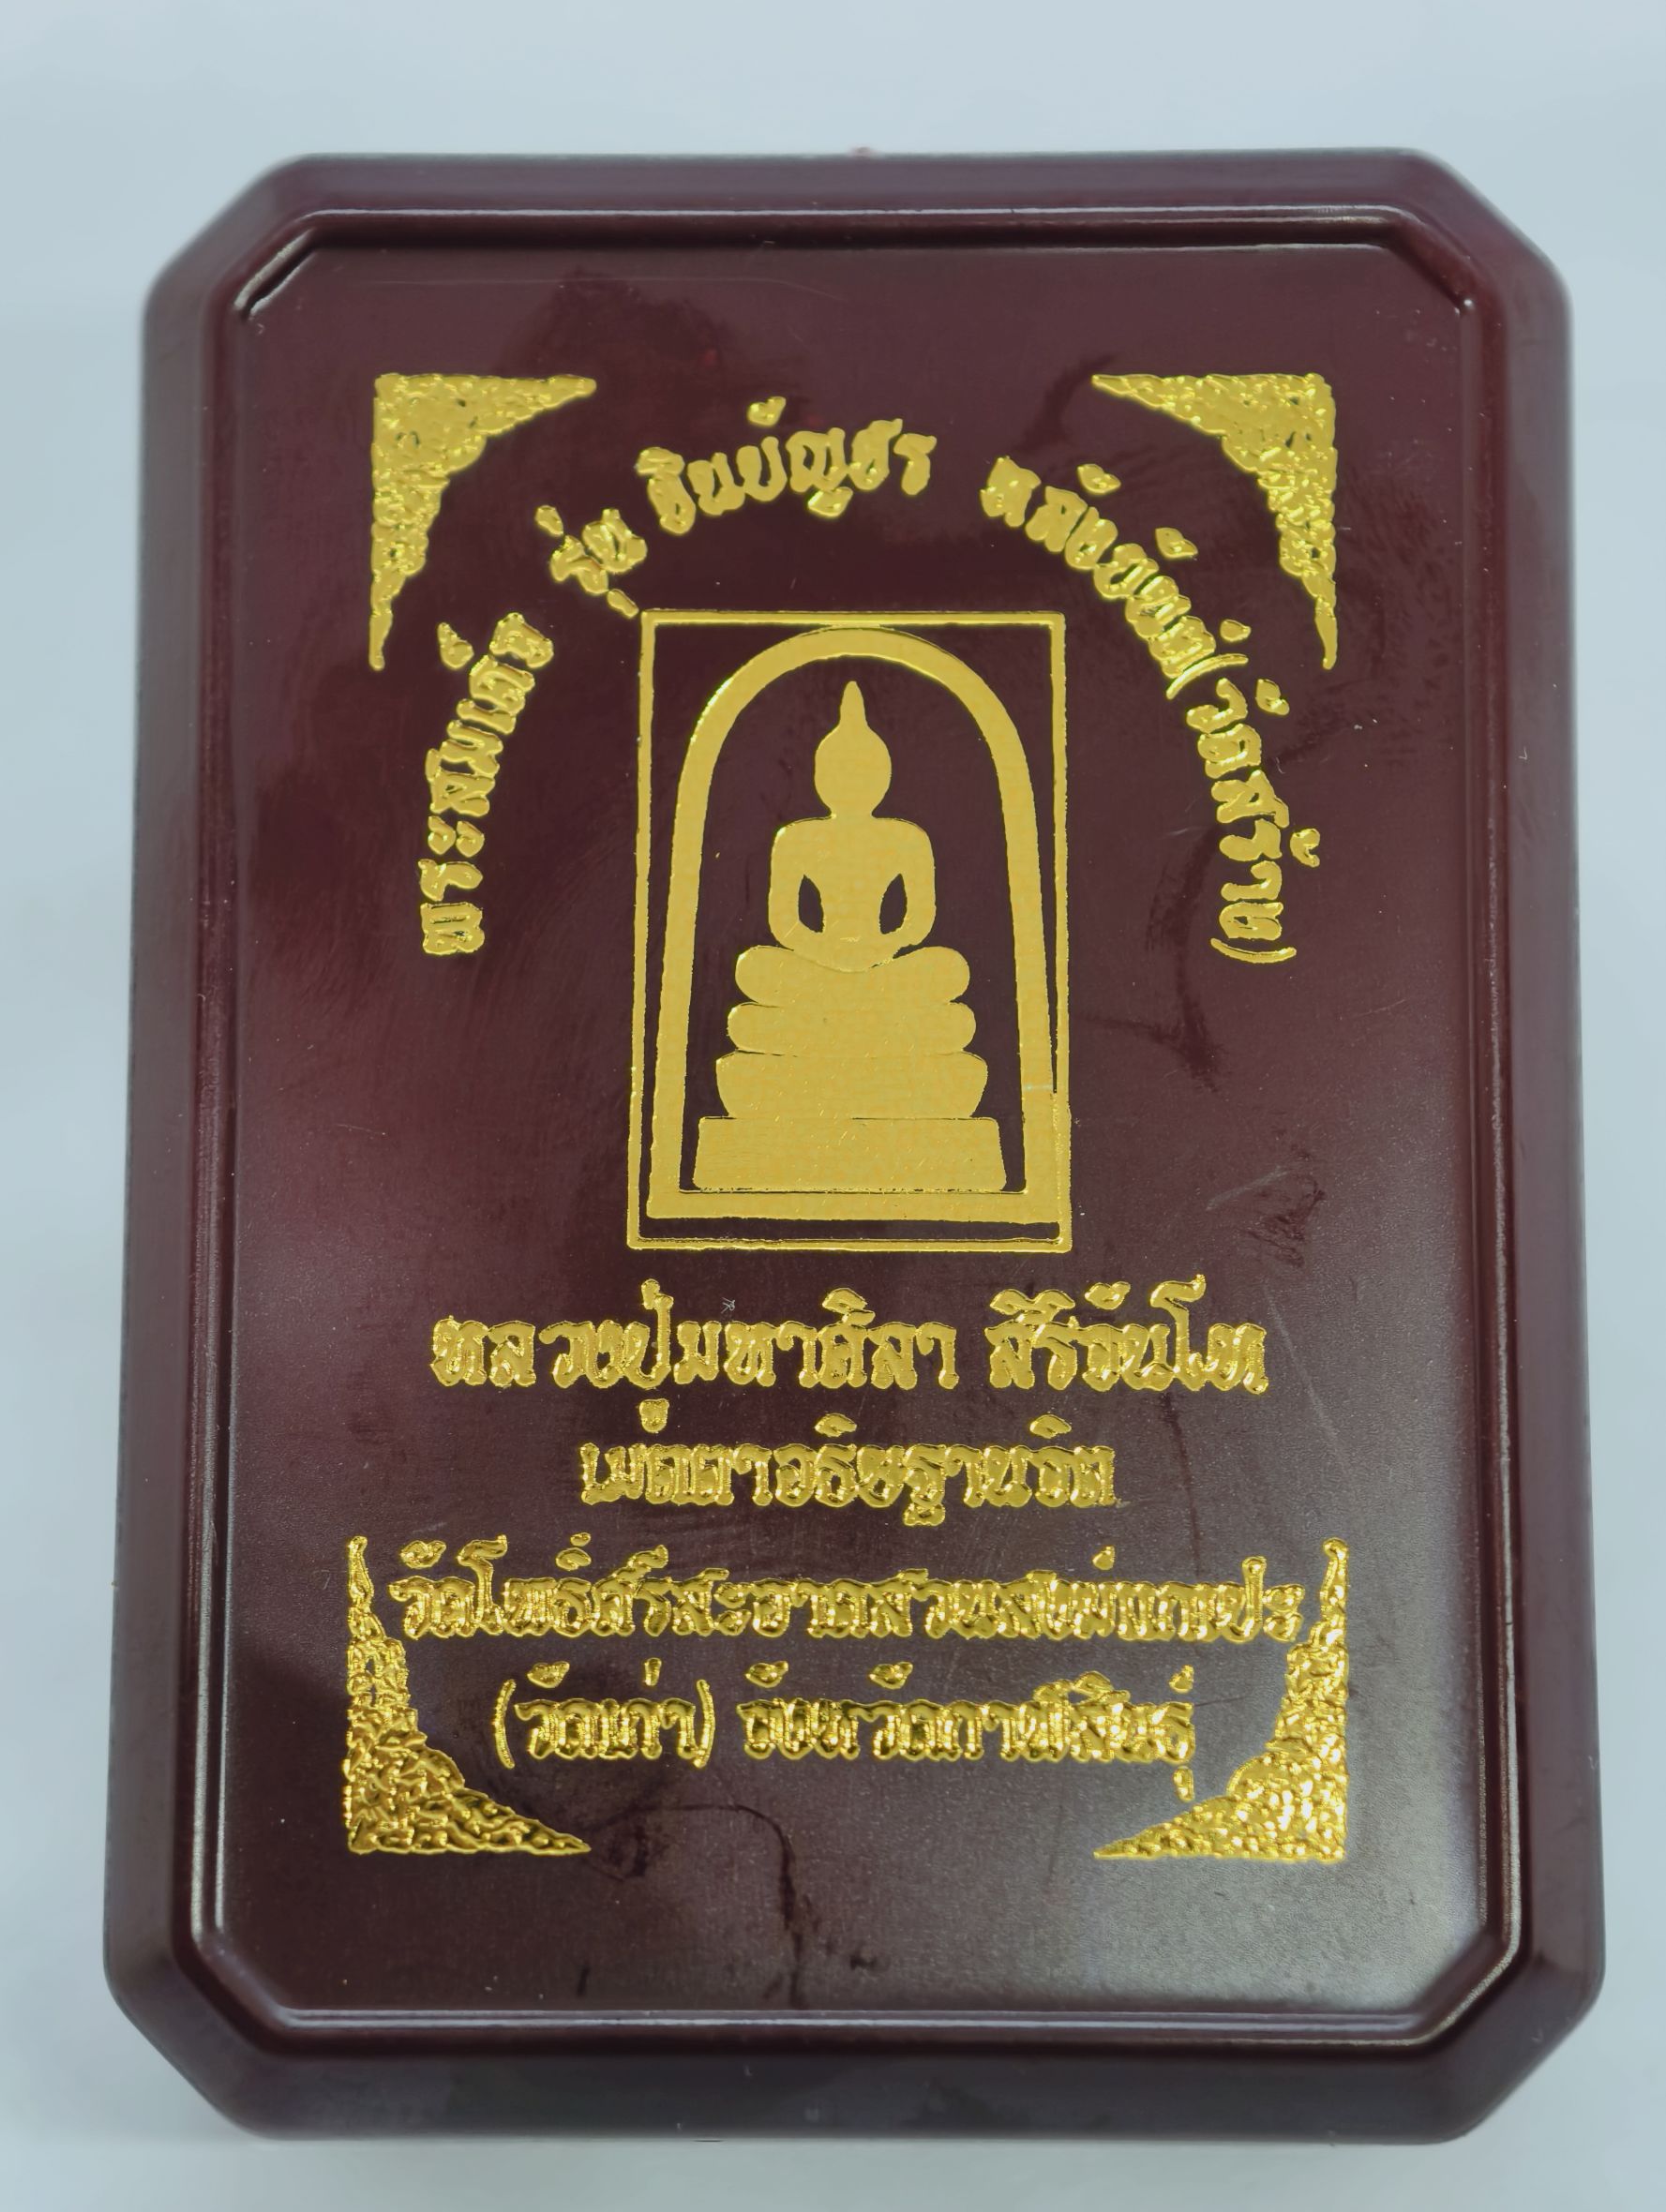 พระสมเด็จ รุ่น ชินบัญชร หลังยันต์(วัดสร้าง)
หลวงปู่มหาศิลา สิริจันโท
เมตตาอธิษฐานจิต
วัดโพธิ์ศรีสะอาดสวนสงฆ์แกเปะ
(วัดเก่า) จังหวัดกาฬสินธุ์